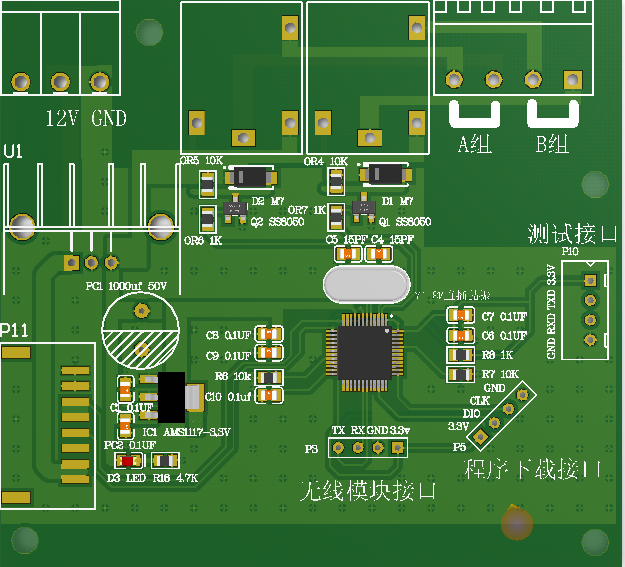 12V GND
A组
B组
U1
OR5 10K
OR4 10K
D2 M7
D1 M7
OR7 1K
Q2 SS8050
Q1 SS8050
OR6 1K
C5 15PF
C4 15PF
测试接口
P10
GND RXD TXD 3.3V
PC1 1000uf 50V
P11
C7 0.1UF
C8 0.1UF
C6 0.1UF
C9 0.1UF
R8 1K
R6 10k
R7 10K
C10 0.1uf
GND
CLK
DIO
3.3V
P5
C1 0.1UF
IC1 AMS1117-3.3V
TX RX GND 3.3v
P3
PC2 0.1UF
程序下载接口
D3 LED
R16 4.7K
无线模块接口